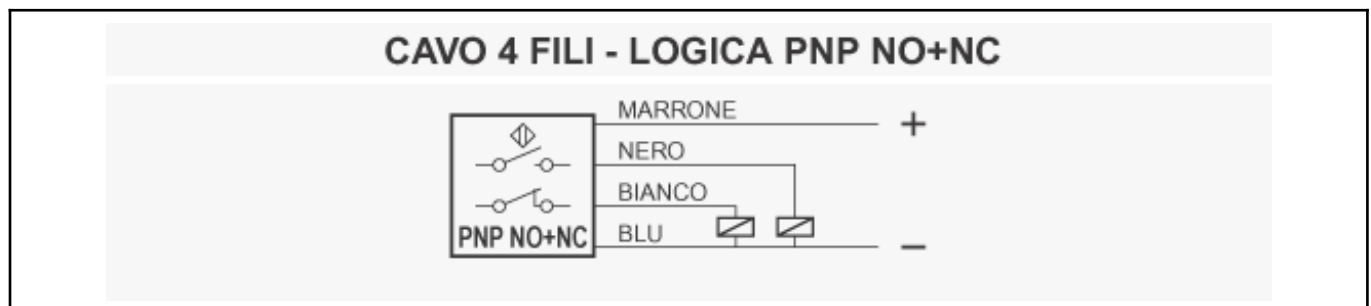 CAVO 4 FILI - LOGICA PNP NO+NC
MARRONE
+
NERO
BIANCO
PNP NO+NC
BLU
−